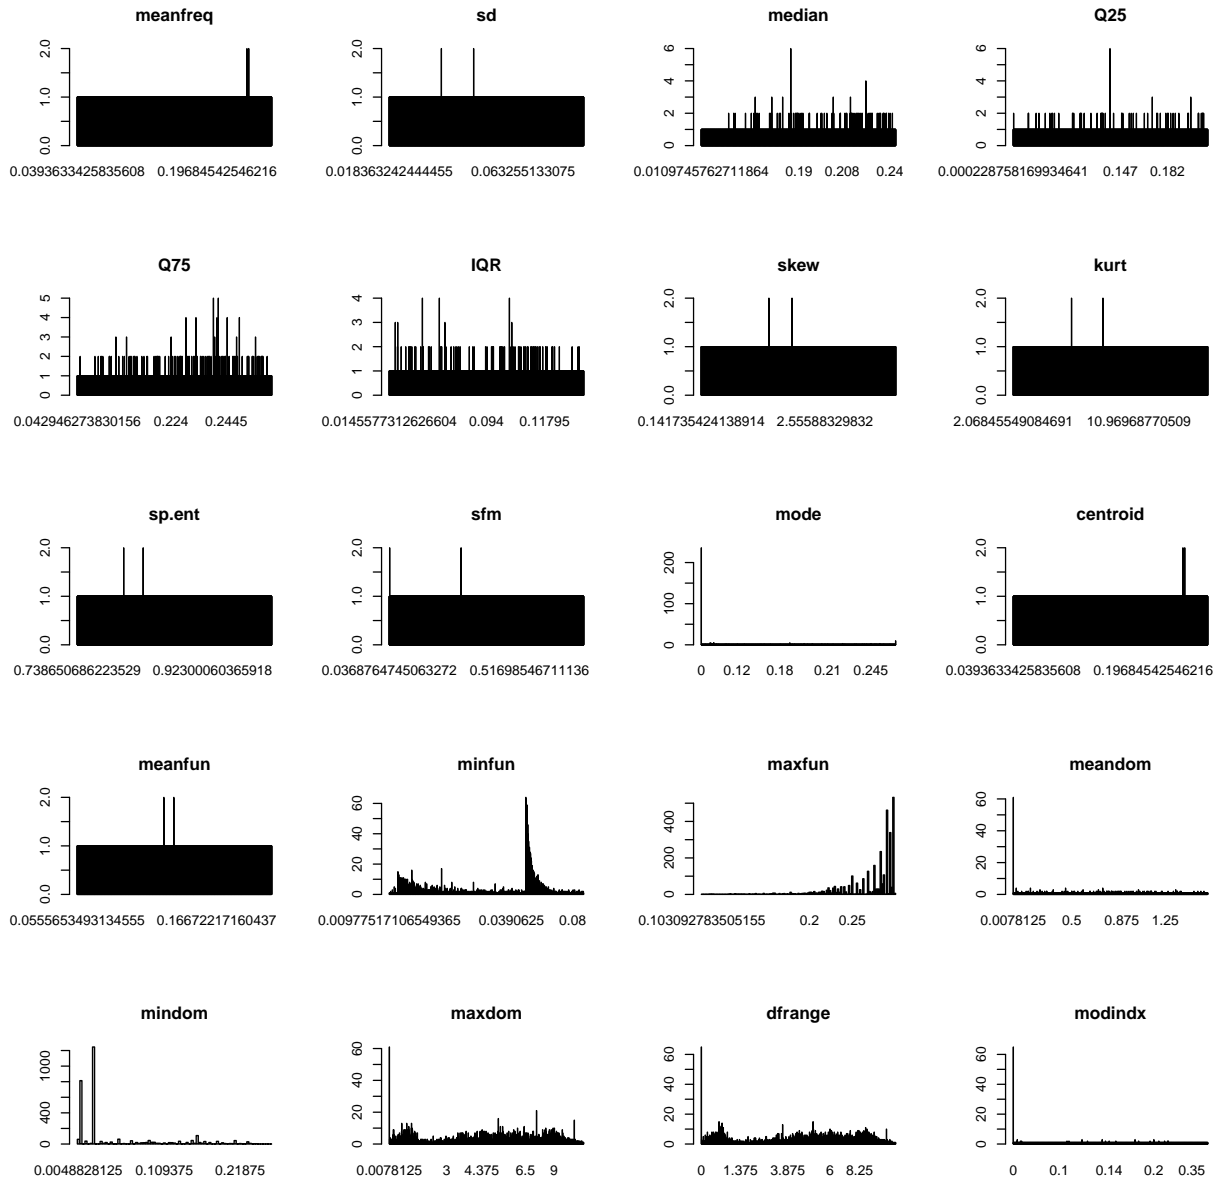 meanfreq sd median Q25
0.0 1.0 2.0 0.0 1.0 2.0 0 2 4 6 0 2 4 6
0.0393633425835608 0.19684542546216 0.018363242444455 0.063255133075 0.0109745762711864 0.19 0.208 0.24 0.000228758169934641 0.147 0.182
Q75 IQR skew kurt
0 1 2 3 4 5 0 1 2 3 4 0.0 1.0 2.0 0.0 1.0 2.0
0.042946273830156 0.224 0.2445 0.0145577312626604 0.094 0.11795 0.141735424138914 2.55588329832 2.06845549084691 10.96968770509
sp.ent sfm mode centroid
0.0 1.0 2.0 0.0 1.0 2.0 0 100 200 0.0 1.0 2.0
0.738650686223529 0.92300060365918 0.0368764745063272 0.51698546711136 0 0.12 0.18 0.21 0.245 0.0393633425835608 0.19684542546216
meanfun minfun maxfun meandom
0.0 1.0 2.0 0 20 40 60 0 200 400 0 20 40 60
0.0555653493134555 0.16672217160437 0.00977517106549365 0.0390625 0.08 0.103092783505155 0.2 0.25 0.0078125 0.5 0.875 1.25
mindom maxdom dfrange modindx
0 400 1000 0 20 40 60 0 20 40 60 0 20 40 60
0.0048828125 0.109375 0.21875 0.0078125 3 4.375 6.5 9 0 1.375 3.875 6 8.25 0 0.1 0.14 0.2 0.35